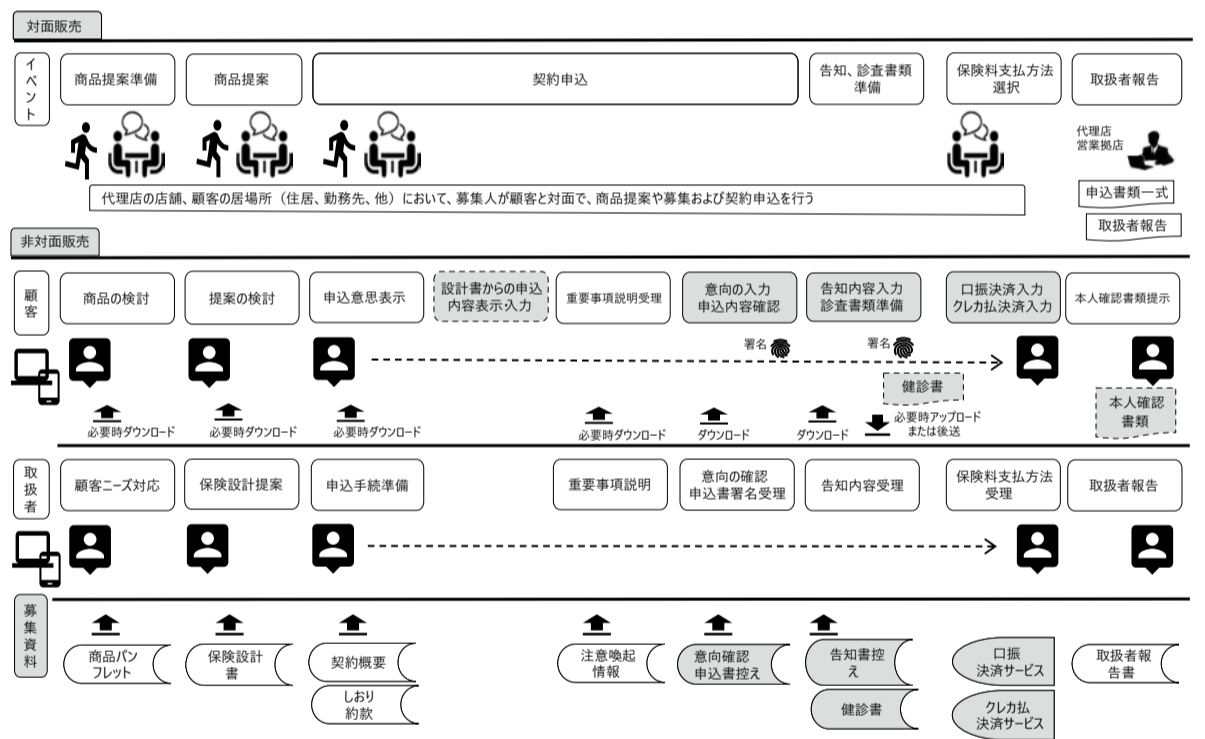 対面販売
イベント
商品提案準備
商品提案
契約申込
告知、診査書類
準備
保険料支払方法
選択
取扱者報告
代理店
営業拠店
代理店の店舗、顧客の居場所（住居、勤務先、他）において、募集人が顧客と対面で、商品提案や募集および契約申込を行う
申込書類一式
取扱者報告
非対面販売
顧客
商品の検討
提案の検討
申込意思表示
設計書からの申込
内容表示・入力
重要事項説明受理
意向の入力
申込内容確認
告知内容入力
診査書類準備
口振決済入力
クレカ払決済入力
本人確認書類提示
署名
署名
健診書
本人確認
書類
必要時ダウンロード
必要時ダウンロード
必要時ダウンロード
必要時ダウンロード
ダウンロード
ダウンロード
必要時アップロード
または後送
取扱者
顧客ニーズ対応
保険設計提案
申込手続準備
重要事項説明
意向の確認
申込書署名受理
告知内容受理
保険料支払方法
受理
取扱者報告
募集資料
商品パン
フレット
保険設計
書
契約概要
しおり
約款
注意喚起
情報
意向確認
申込書控え
告知書控
え
健診書
口振
決済サービス
クレカ払
決済サービス
取扱者報
告書